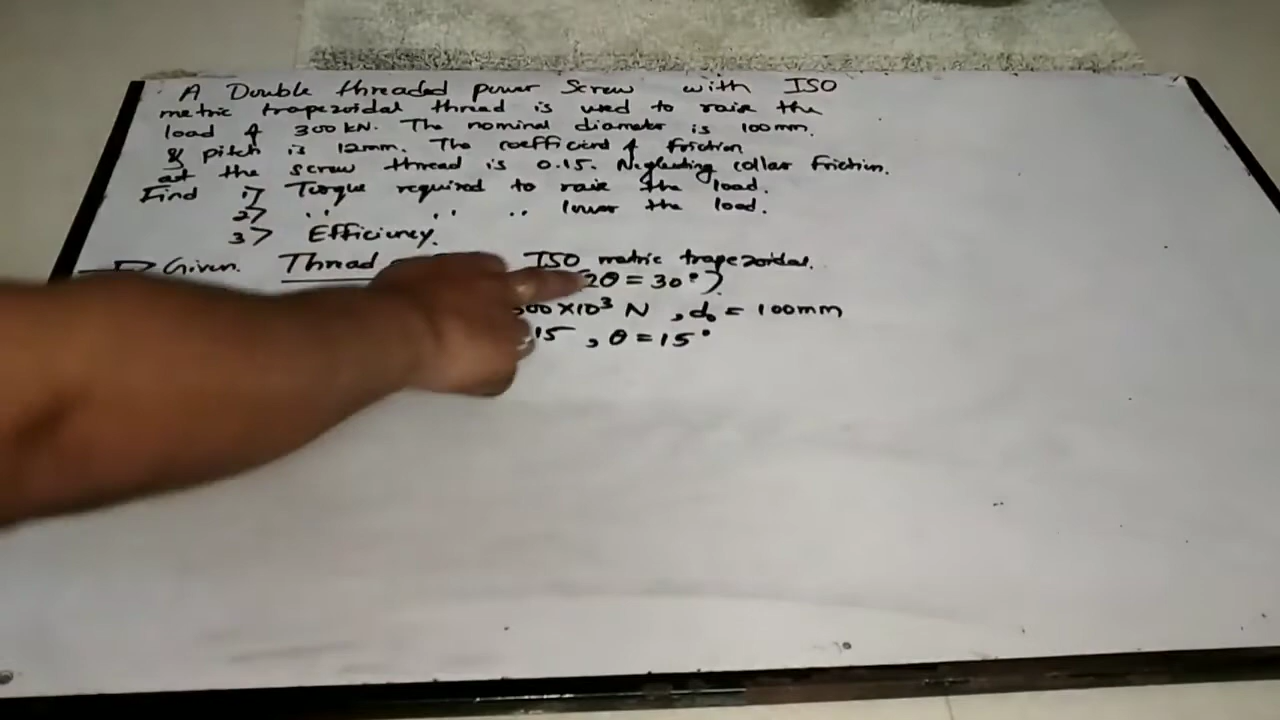 A Double threaded power screw with ISO
metric trapezoidal thread is used to raise the
load of 300 kN. The nominal diameter is 100mm.
& pitch is 12mm. The coefficient of friction
at the screw thread is 0.15. Neglecting collar friction.
Find 1> Torque required to raise the load.
2> '' '' '' lower the load.
3> Efficiency.
Given. Thread ISO metric trapezoidal.
(2θ = 30°)
300 × 10³ N , do = 100mm
15 , θ = 15°